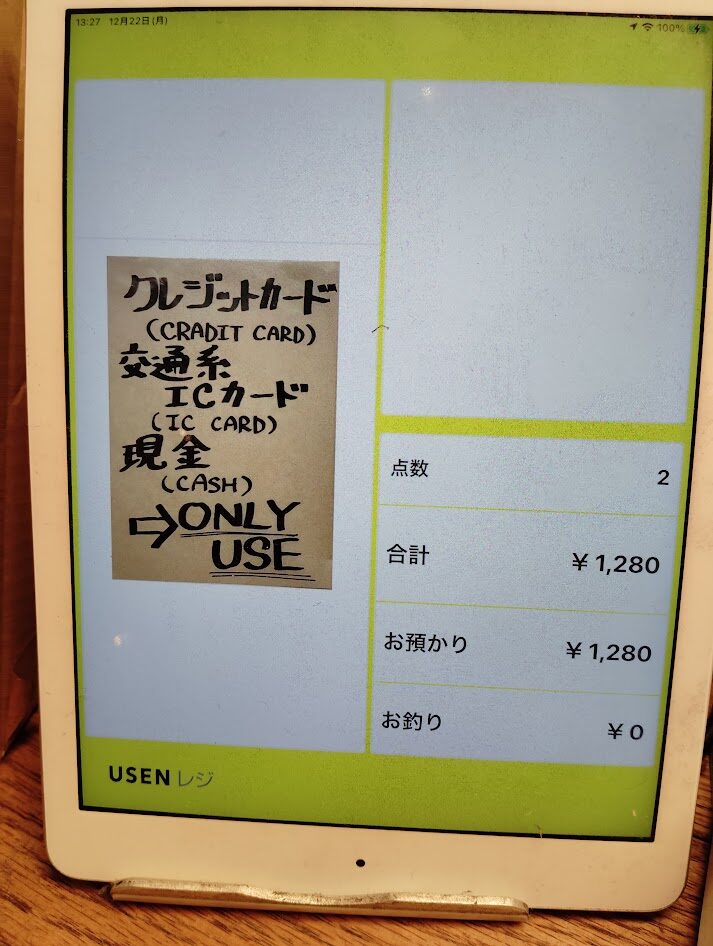 13:27 12月22日(月)
100%
クレジットカード
(CRADIT CARD)
交通系
ICカード
(IC CARD)
現金
(CASH)
⇨ONLY
USE
点数 2
合計 ¥1,280
お預かり ¥1,280
お釣り ¥0
USENレジ